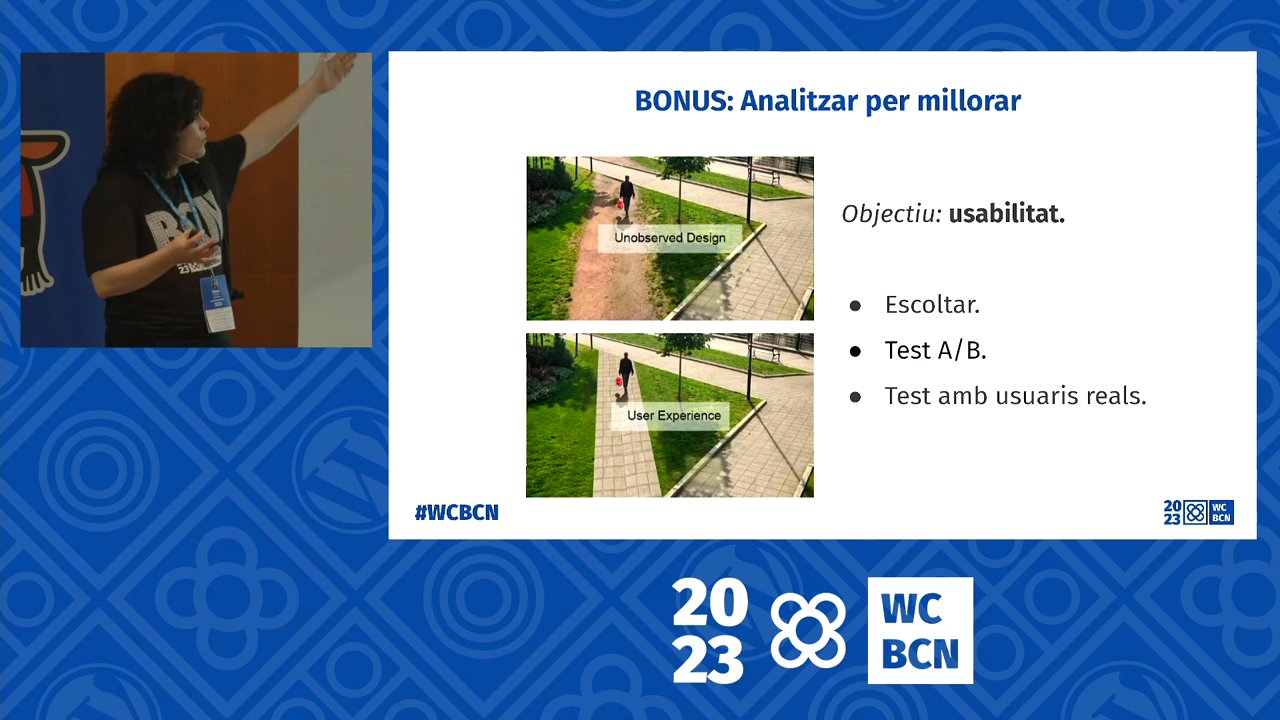 BONUS: Analitzar per millorar
Unobserved Design
User Experience
Objectiu: usabilitat.
● Escoltar.
● Test A/B.
● Test amb usuaris reals.
#WCBCN
20
23
WC
BCN
20
23
WC
BCN